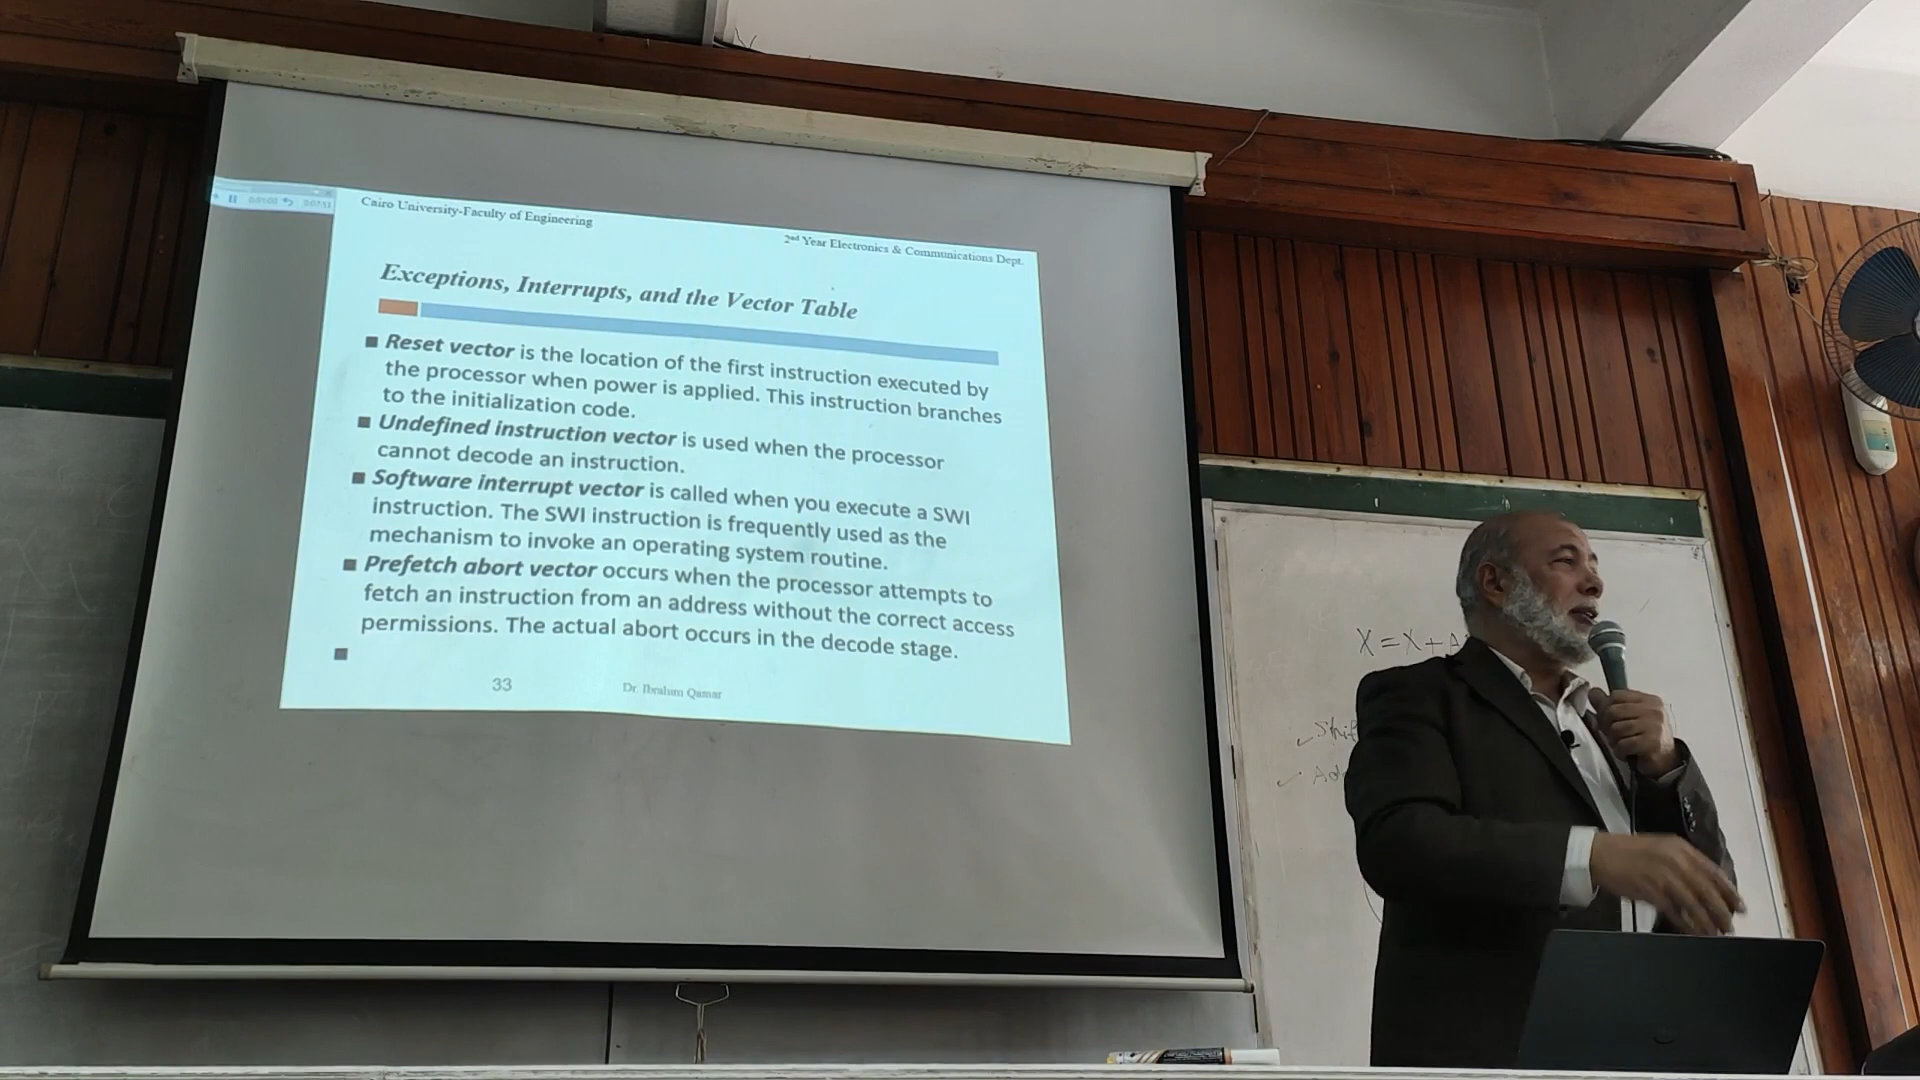 Cairo University-Faculty of Engineering
2nd Year Electronics & Communications Dept.
Exceptions, Interrupts, and the Vector Table
■ Reset vector is the location of the first instruction executed by
the processor when power is applied. This instruction branches
to the initialization code.
■ Undefined instruction vector is used when the processor
cannot decode an instruction.
■ Software interrupt vector is called when you execute a SWI
instruction. The SWI instruction is frequently used as the
mechanism to invoke an operating system routine.
■ Prefetch abort vector occurs when the processor attempts to
fetch an instruction from an address without the correct access
permissions. The actual abort occurs in the decode stage.
■
33
Dr. Ibrahim Qamar
X=X+A